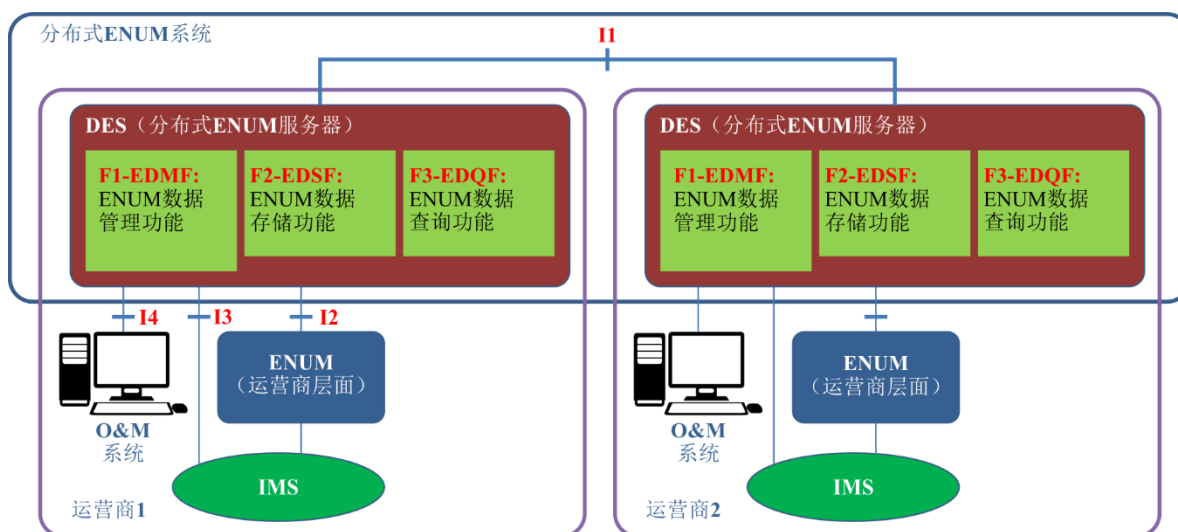 分布式ENUM系统
I1
DES（分布式ENUM服务器）
F1-EDMF:
ENUM数据
管理功能
F2-EDSF:
ENUM数据
存储功能
F3-EDQF:
ENUM数据
查询功能
I4
I3
I2
O&M
系统
ENUM
（运营商层面）
IMS
运营商1
DES（分布式ENUM服务器）
F1-EDMF:
ENUM数据
管理功能
F2-EDSF:
ENUM数据
存储功能
F3-EDQF:
ENUM数据
查询功能
O&M
系统
ENUM
（运营商层面）
IMS
运营商2